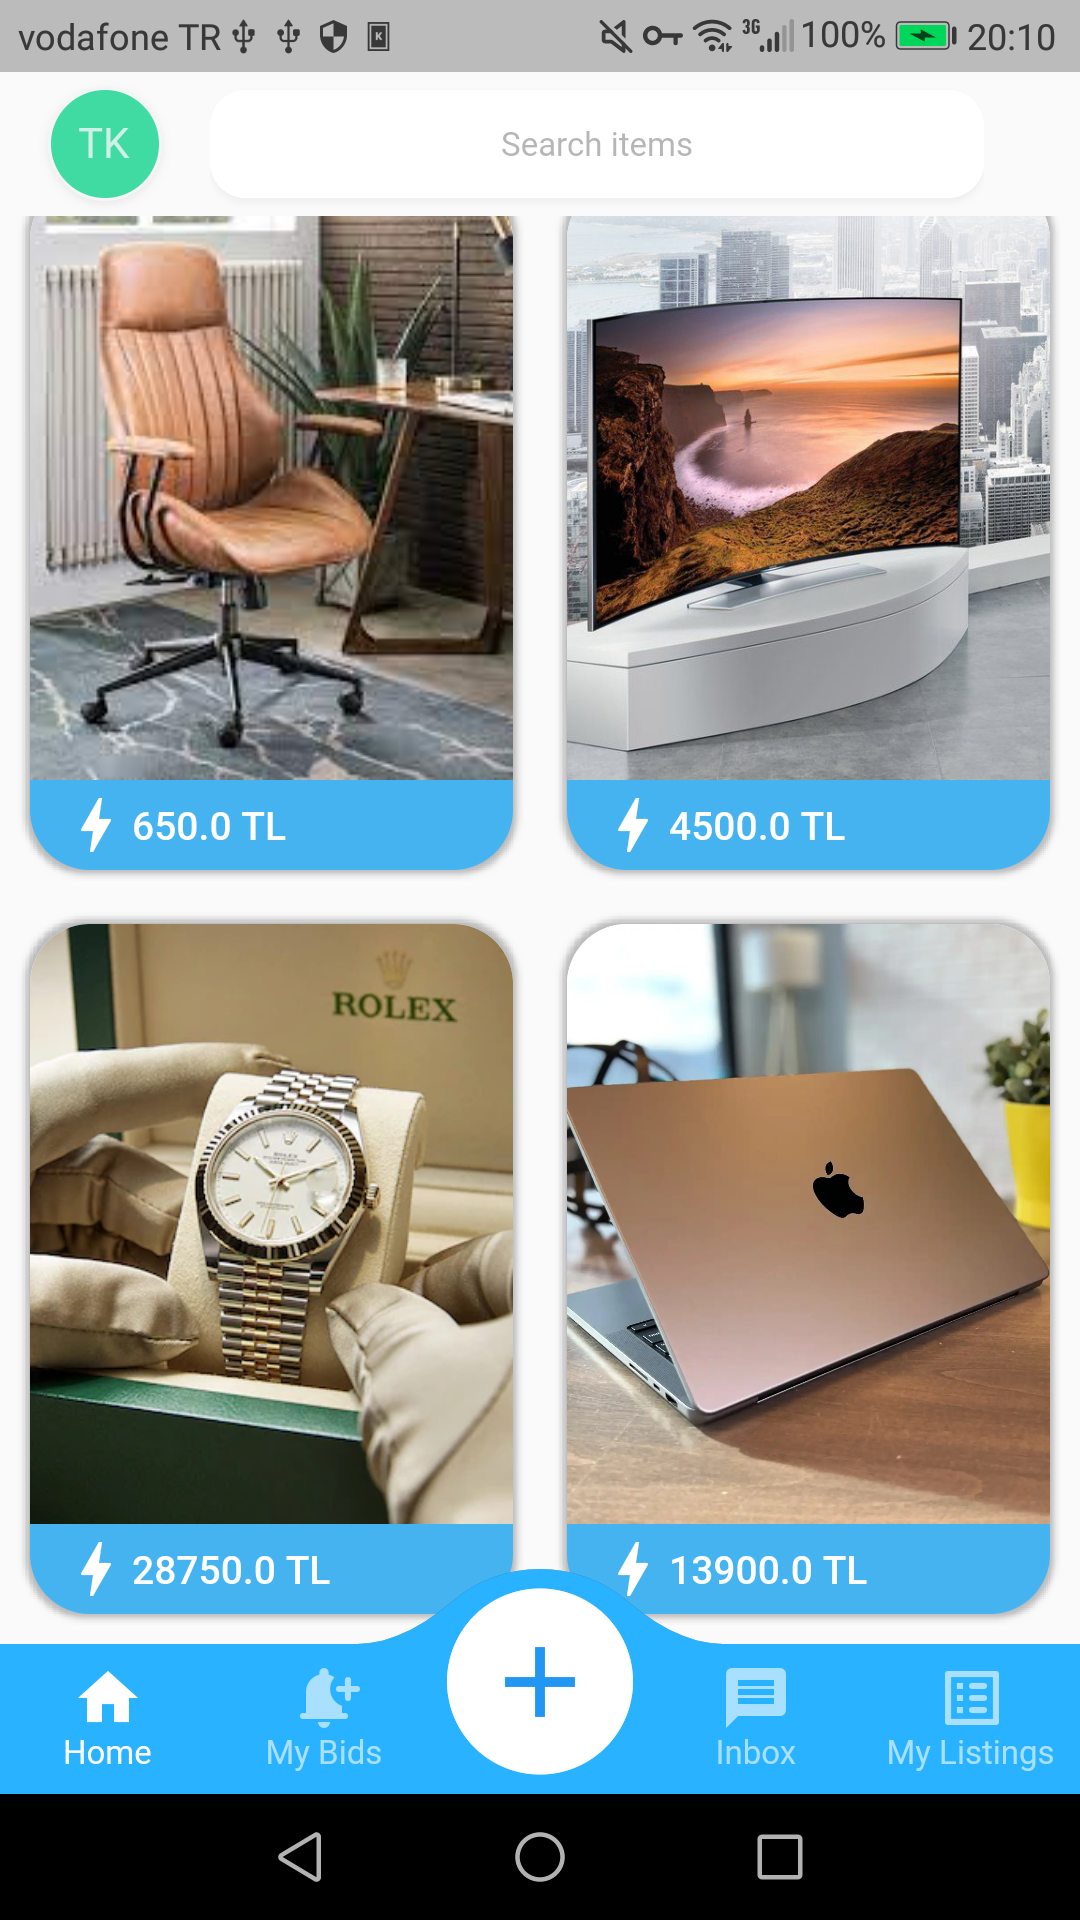 vodafone TR 3G 100% 20:10
TK Search items
650.0 TL
4500.0 TL
ROLEX
28750.0 TL
13900.0 TL
Home
My Bids
Inbox
My Listings